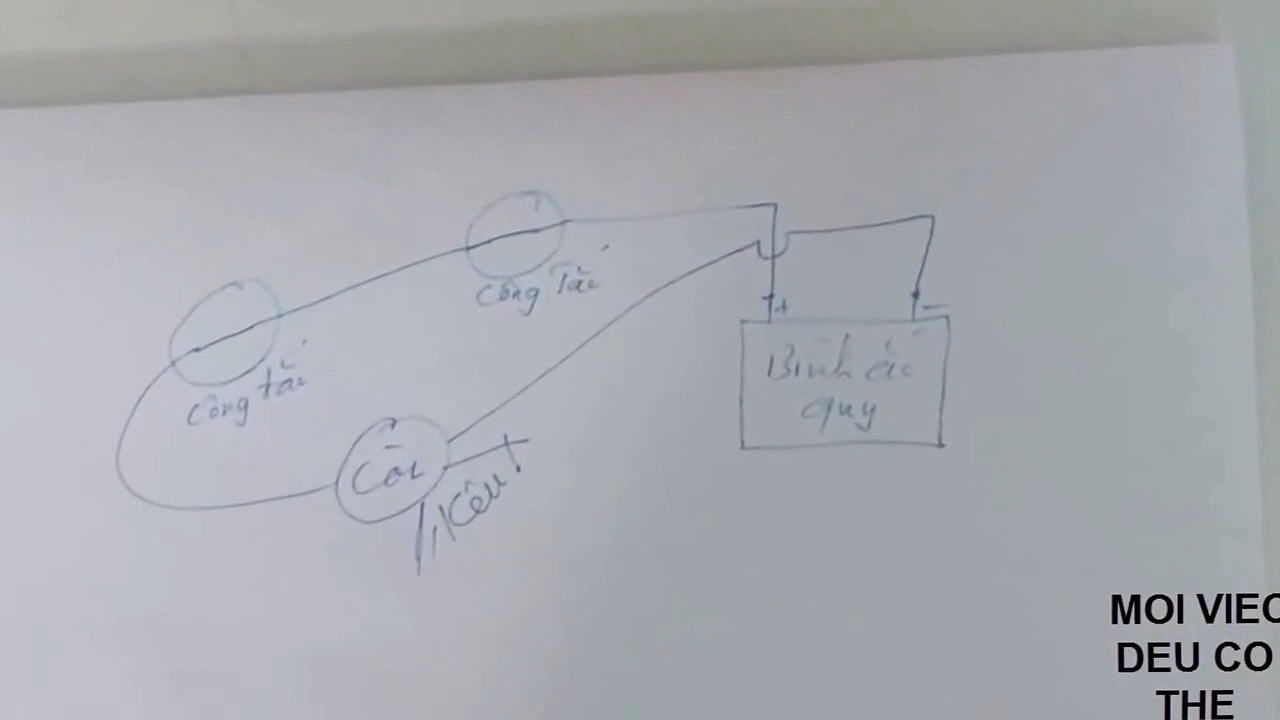 Công Tắc
Công tắc
+
−
Bình ắc
quy
Còi
Kêu!
MOI VIEC
DEU CO
THE